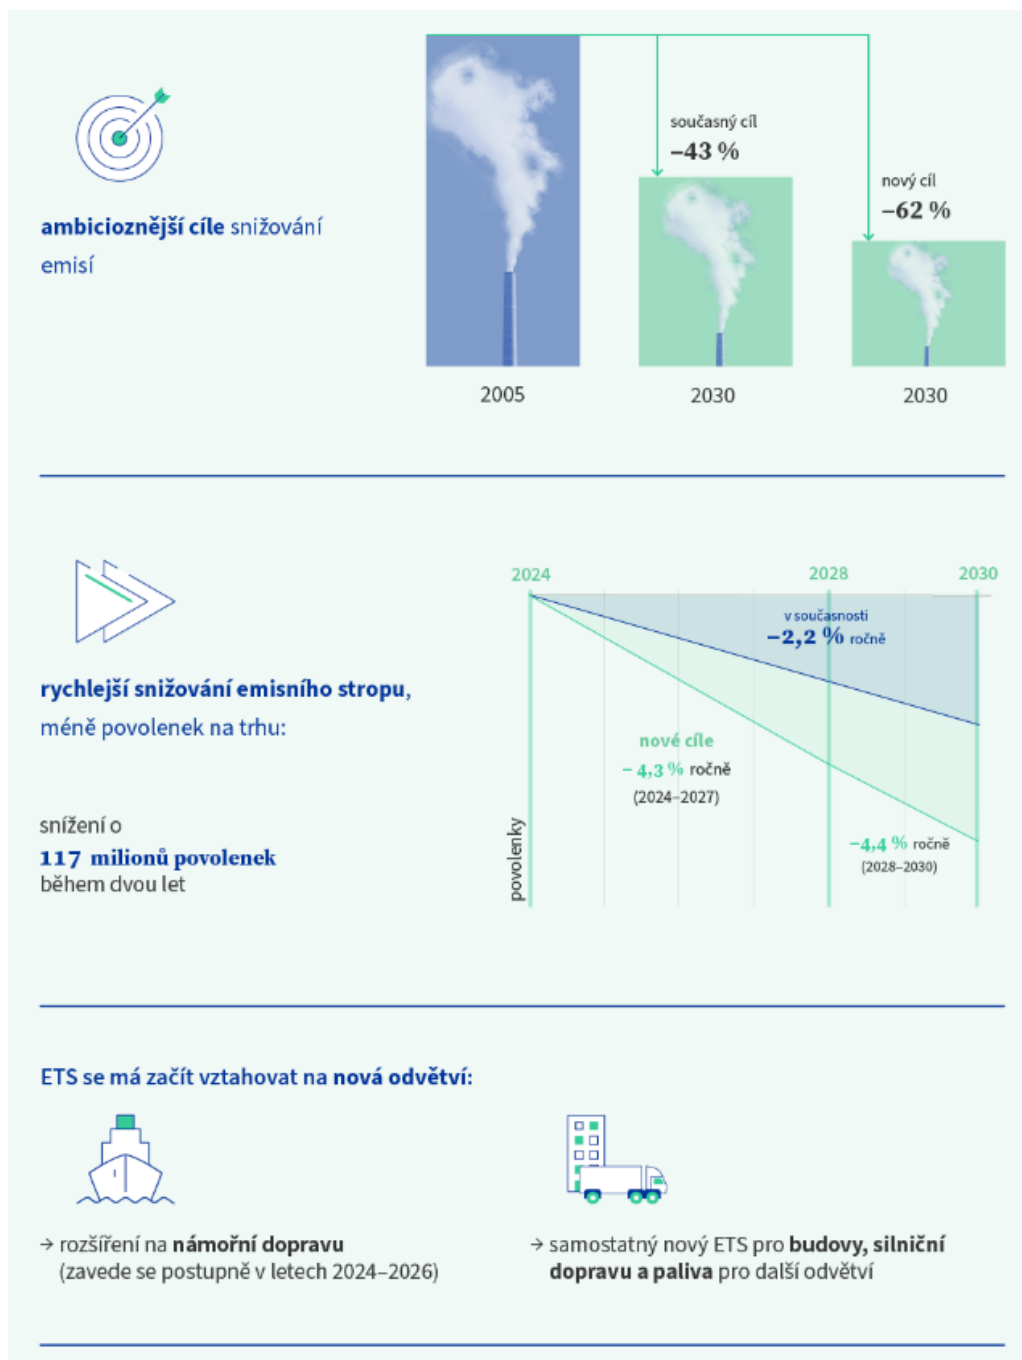 ambicioznější cíle snižování
emisí
současný cíl
–43 %
nový cíl
–62 %
2005
2030
2030
rychlejší snižování emisního stropu,
méně povolenek na trhu:
snížení o
117 milionů povolenek
během dvou let
2024
2028
2030
v současnosti
–2,2 % ročně
nové cíle
– 4,3 % ročně
(2024–2027)
–4,4 % ročně
(2028–2030)
povolenky
ETS se má začít vztahovat na nová odvětví:
→ rozšíření na námořní dopravu
(zavede se postupně v letech 2024–2026)
→ samostatný nový ETS pro budovy, silniční
dopravu a paliva pro další odvětví